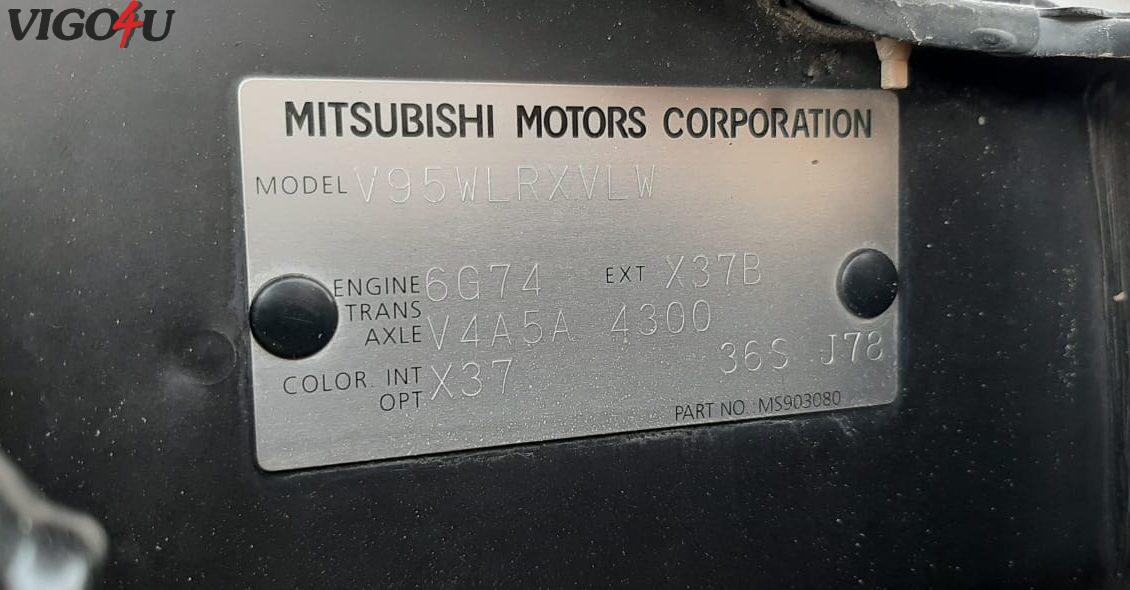 VIGO4U
MITSUBISHI MOTORS CORPORATION
MODEL V95WLRXVLW
ENGINE 6G74 EXT X37B
TRANS
AXLE V4A5A 4300
COLOR. INT X37 36S J78
OPT
PART NO. MS903080